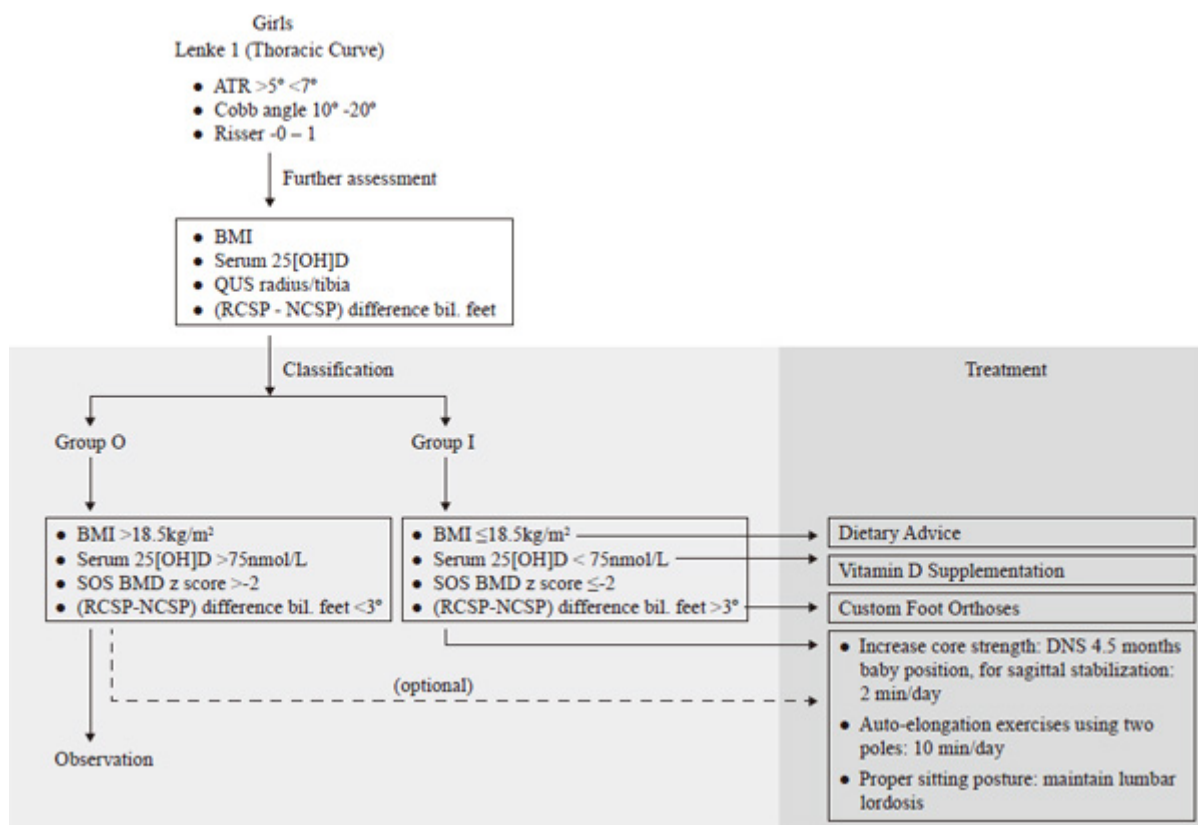 Girls
Lenke 1 (Thoracic Curve)
● ATR >5° <7°
● Cobb angle 10° -20°
● Risser -0 – 1
Further assessment
● BMI
● Serum 25[OH]D
● QUS radius/tibia
● (RCSP - NCSP) difference bil. feet
Classification
Treatment
Group O
Group I
● BMI >18.5kg/m²
● Serum 25[OH]D >75nmol/L
● SOS BMD z score >-2
● (RCSP-NCSP) difference bil. feet <3°
● BMI ≤18.5kg/m²
● Serum 25[OH]D < 75nmol/L
● SOS BMD z score ≤-2
● (RCSP-NCSP) difference bil. feet >3°
Dietary Advice
Vitamin D Supplementation
Custom Foot Orthoses
● Increase core strength: DNS 4.5 months
baby position, for sagittal stabilization:
2 min/day
● Auto-elongation exercises using two
poles: 10 min/day
● Proper sitting posture: maintain lumbar
lordosis
(optional)
Observation